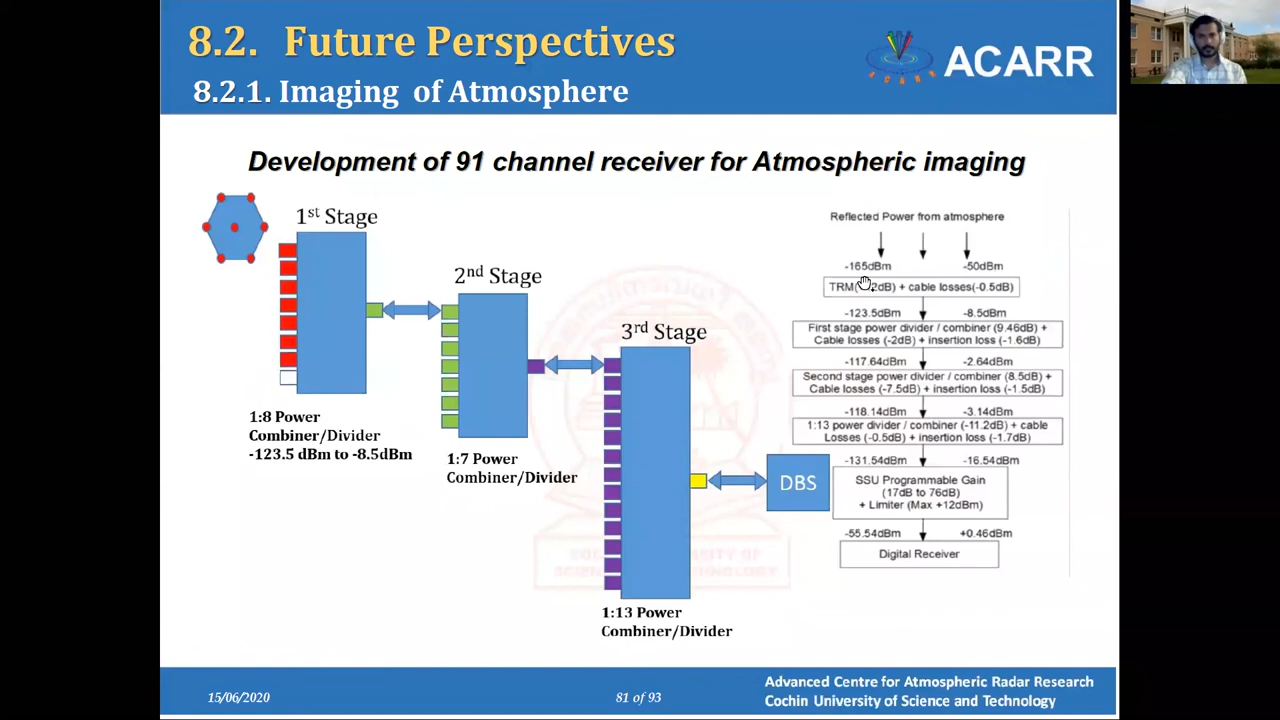 8.2. Future Perspectives
8.2.1. Imaging of Atmosphere
ACARR
Development of 91 channel receiver for Atmospheric imaging
1st Stage
1:8 Power
Combiner/Divider
-123.5 dBm to -8.5dBm
2nd Stage
1:7 Power
Combiner/Divider
3rd Stage
1:13 Power
Combiner/Divider
DBS
Reflected Power from atmosphere
-165dBm -50dBm
TRM( 2dB) + cable losses(-0.5dB)
-123.5dBm -8.5dBm
First stage power divider / combiner (9.46dB) +
Cable losses (-2dB) + insertion loss (-1.6dB)
-117.64dBm -2.64dBm
Second stage power divider / combiner (8.5dB) +
Cable losses (-7.5dB) + insertion loss (-1.5dB)
-118.14dBm -3.14dBm
1:13 power divider / combiner (-11.2dB) + cable
Losses (-0.5dB) + insertion loss (-1.7dB)
-131.54dBm -16.54dBm
SSU Programmable Gain
(17dB to 76dB)
+ Limiter (Max +12dBm)
-55.54dBm +0.46dBm
Digital Receiver
15/06/2020
81 of 93
Advanced Centre for Atmospheric Radar Research
Cochin University of Science and Technology